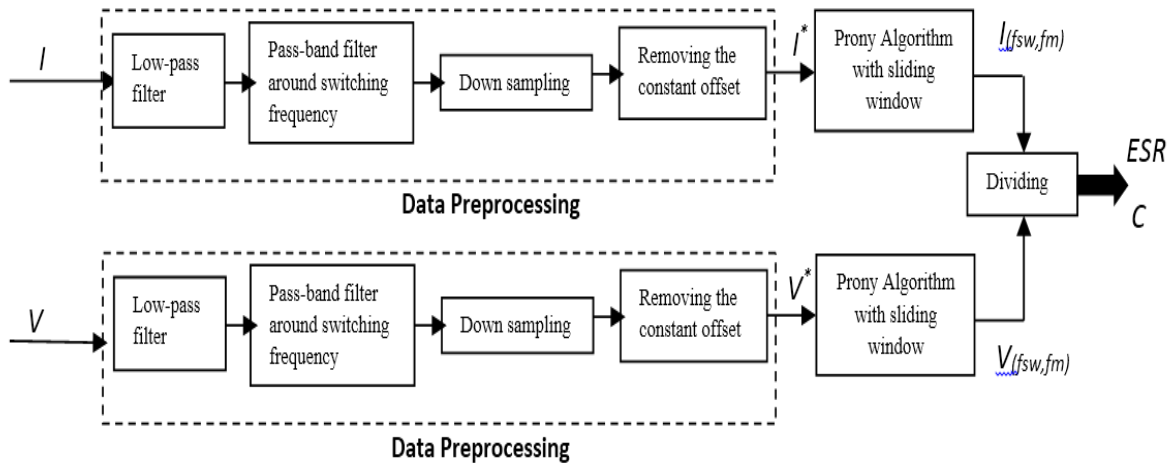 I
Low-pass
filter
Pass-band filter
around switching
frequency
Down sampling
Removing the
constant offset
I*
Prony Algorithm
with sliding
window
I(fsw,fm)
Data Preprocessing
Dividing
ESR
C
V
Low-pass
filter
Pass-band filter
around switching
frequency
Down sampling
Removing the
constant offset
V*
Prony Algorithm
with sliding
window
V(fsw,fm)
Data Preprocessing